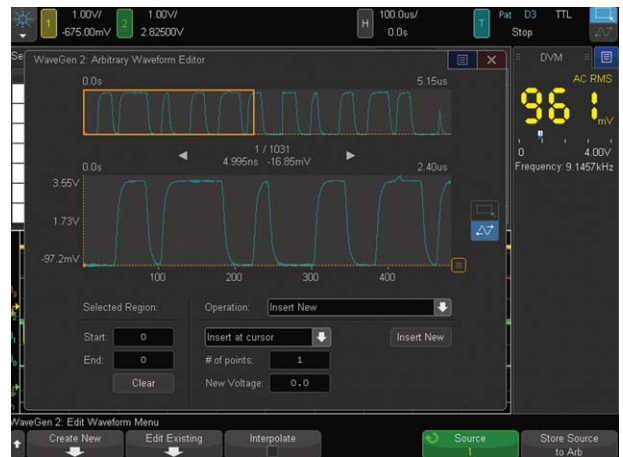 1 1.00V/ 2 1.00V/ H 100.0us/ T Pat D3 TTL
-675.00mV 2.82500V 0.0s Stop
Se
WaveGen 2: Arbitrary Waveform Editor
DVM
0.0s 5.15us
AC RMS
961 mV
1 / 1031
4.995ns -16.85mV
0 4.00V
Frequency: 9.1457kHz
0.0s 2.40us
3.55V
1.73V
-97.2mV
100 200 300 400
Selected Region:
Operation: Insert New
Start: 0
Insert at cursor
Insert New
End: 0
# of points: 1
Clear
New Voltage: 0.0
WaveGen 2: Edit Waveform Menu
Create New
Edit Existing
Interpolate
Source
1
Store Source
to Arb